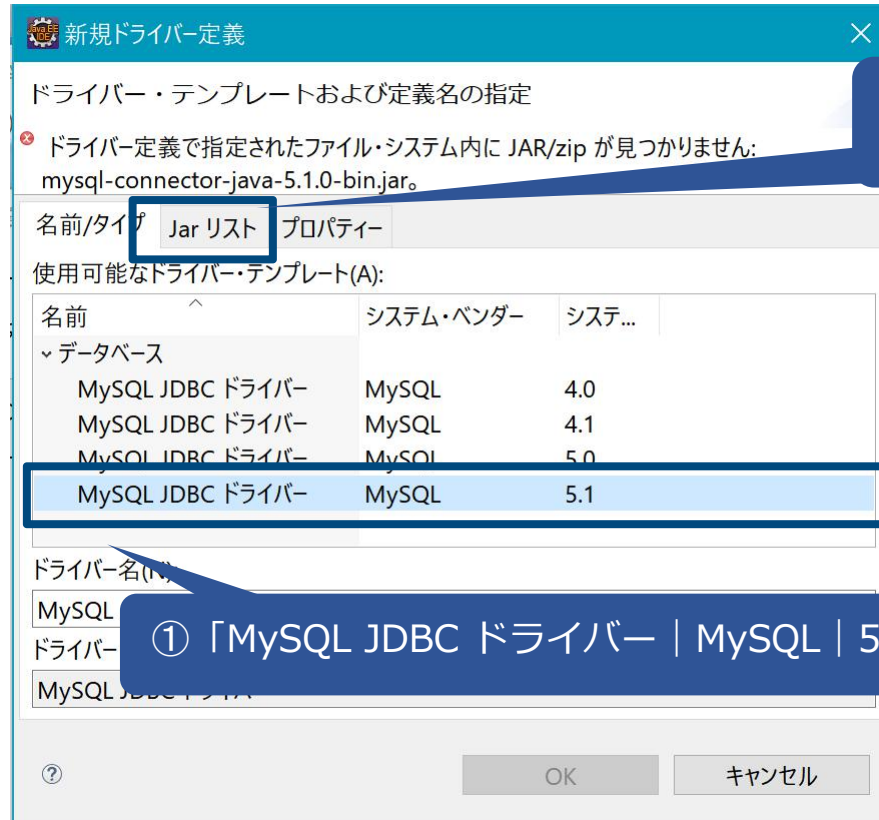 新規ドライバー定義
ドライバー・テンプレートおよび定義名の指定
ドライバー定義で指定されたファイル・システム内に JAR/zip が見つかりません:
mysql-connector-java-5.1.0-bin.jar。
名前/タイプ Jar リスト プロパティー
使用可能なドライバー・テンプレート(A):
名前 システム・ベンダー システ...
データベース
MySQL JDBC ドライバー MySQL 4.0
MySQL JDBC ドライバー MySQL 4.1
MySQL JDBC ドライバー MySQL 5.0
MySQL JDBC ドライバー MySQL 5.1
ドライバー名(N)
MySQL
①「MySQL JDBC ドライバー｜MySQL｜5
ドライバー
MySQL
OK キャンセル